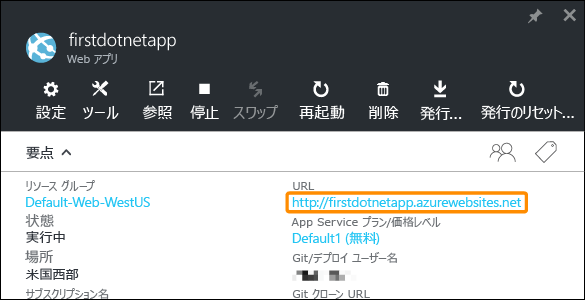 firstdotnetapp
Web アプリ
設定 ツール 参照 停止 スワップ 再起動 削除 発行... 発行のリセット...
要点
リソース グループ
Default-Web-WestUS
状態
実行中
場所
米国西部
サブスクリプション名
URL
http://firstdotnetapp.azurewebsites.net
App Service プラン/価格レベル
Default1 (無料)
Git/デプロイ ユーザー名
Git クローン URL